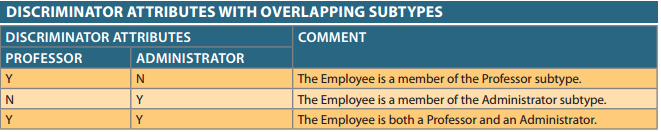 DISCRIMINATOR ATTRIBUTES WITH OVERLAPPING SUBTYPES
DISCRIMINATOR ATTRIBUTES COMMENT
PROFESSOR ADMINISTRATOR
Y N The Employee is a member of the Professor subtype.
N Y The Employee is a member of the Administrator subtype.
Y Y The Employee is both a Professor and an Administrator.